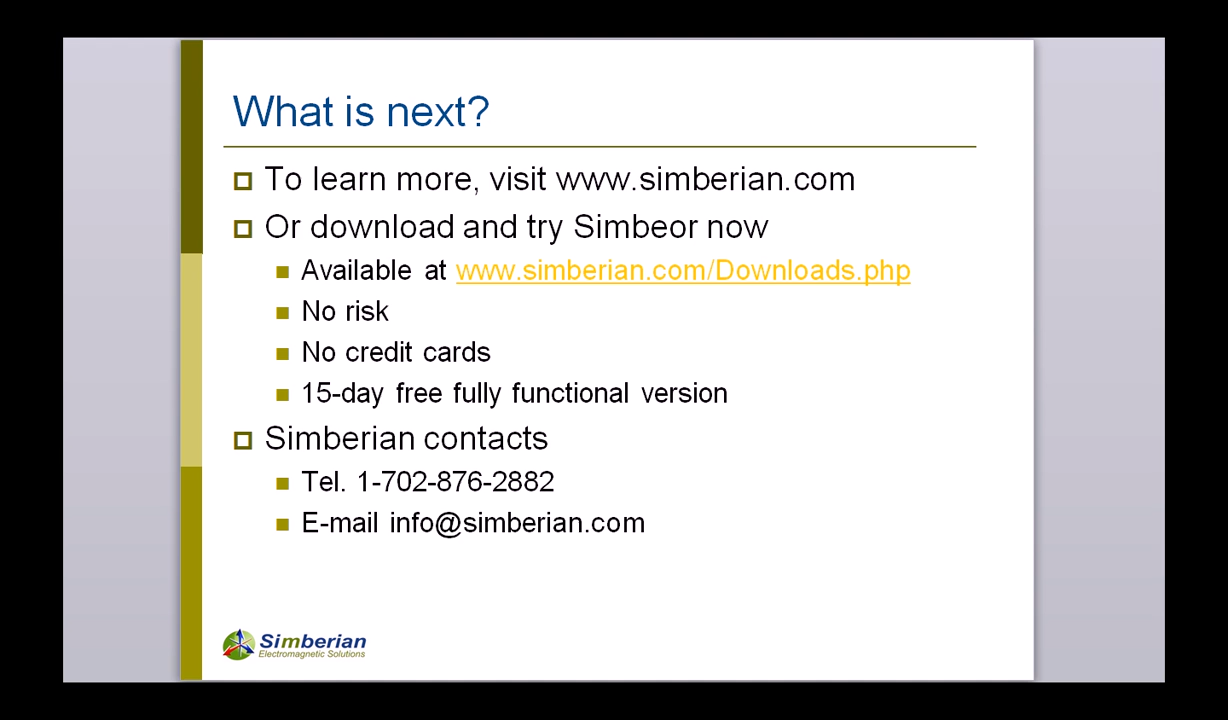 What is next?
To learn more, visit www.simberian.com
Or download and try Simbeor now
Available at www.simberian.com/Downloads.php
No risk
No credit cards
15-day free fully functional version
Simberian contacts
Tel. 1-702-876-2882
E-mail info@simberian.com
Simberian
Electromagnetic Solutions